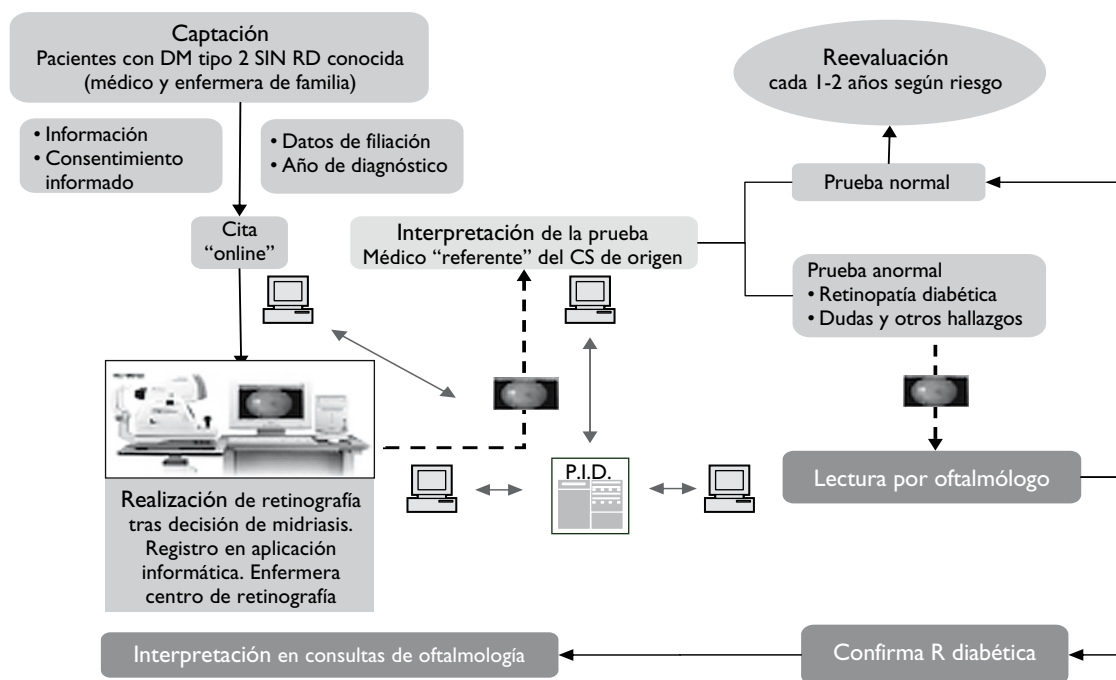 Captación
Pacientes con DM tipo 2 SIN RD conocida
(médico y enfermera de familia)
• Información
• Consentimiento
informado
• Datos de filiación
• Año de diagnóstico
Cita
“online”
Realización de retinografía
tras decisión de midriasis.
Registro en aplicación
informática. Enfermera
centro de retinografía
Interpretación de la prueba
Médico “referente” del CS de origen
P.I.D.
Reevaluación
cada 1-2 años según riesgo
Prueba normal
Prueba anormal
• Retinopatía diabética
• Dudas y otros hallazgos
Lectura por oftalmólogo
Confirma R diabética
Interpretación en consultas de oftalmología